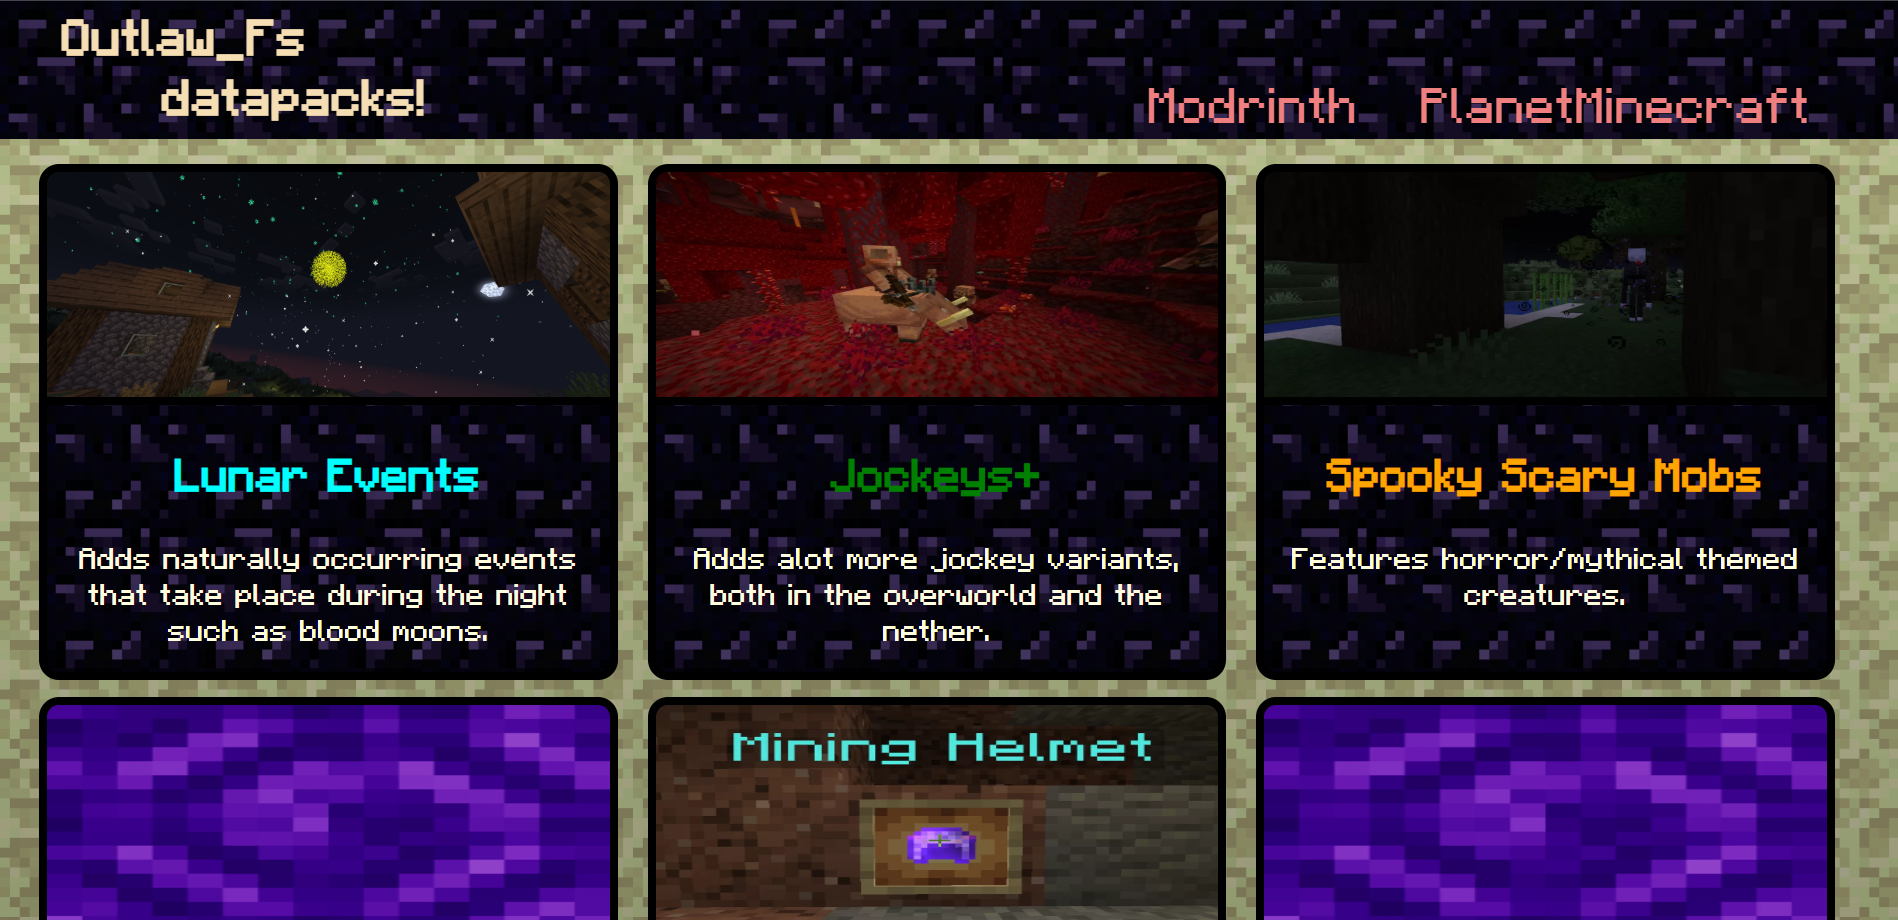 Outlaw_Fs
datapacks!
Modrinth PlanetMinecraft
Lunar Events
Adds naturally occurring events
that take place during the night
such as blood moons.
Jockeys+
Adds alot more jockey variants,
both in the overworld and the
nether.
Spooky Scary Mobs
Features horror/mythical themed
creatures.
Mining Helmet